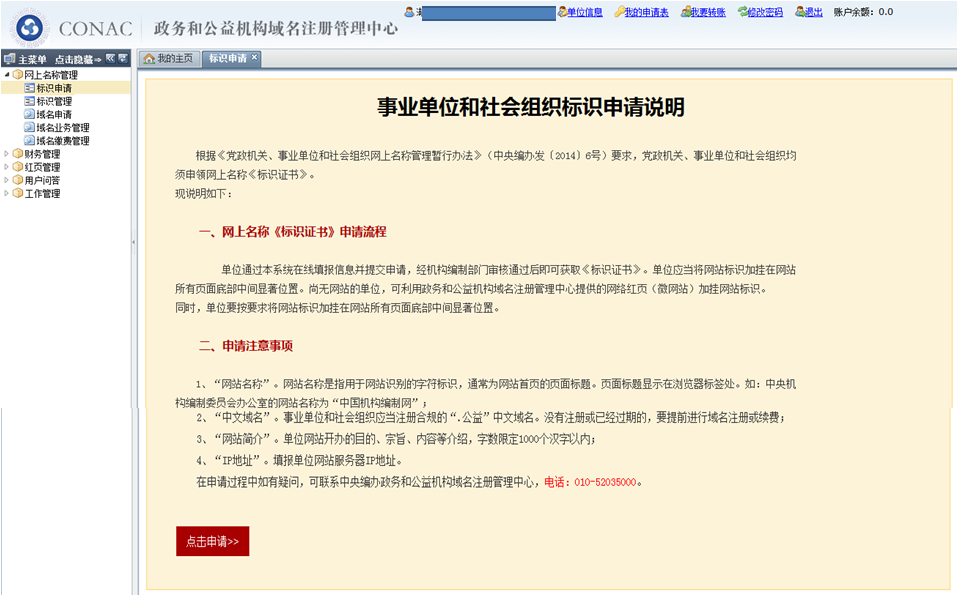 CONAC 政务和公益机构域名注册管理中心
单位信息 我的申请表 我要转账 修改密码 退出 账户余额：0.0
主菜单 点击隐藏⇒
我的主页 标识申请 ×
网上名称管理
标识申请
标识管理
域名申请
域名业务管理
域名缴费管理
财务管理
红页管理
用户问答
工作管理
事业单位和社会组织标识申请说明
根据《党政机关、事业单位和社会组织网上名称管理暂行办法》（中央编办发〔2014〕6号）要求，党政机关、事业单位和社会组织均
须申领网上名称《标识证书》。
现说明如下：
一、网上名称《标识证书》申请流程
单位通过本系统在线填报信息并提交申请，经机构编制部门审核通过后即可获取《标识证书》。单位应当将网站标识加挂在网站
所有页面底部中间显著位置。尚无网站的单位，可利用政务和公益机构域名注册管理中心提供的网络红页（微网站）加挂网站标识。
同时，单位要按要求将网站标识加挂在网站所有页面底部中间显著位置。
二、申请注意事项
1、“网站名称”。网站名称是指用于网站识别的字符标识，通常为网站首页的页面标题。页面标题显示在浏览器标签处。如：中央机
构编制委员会办公室的网站名称为“中国机构编制网”；
2、“中文域名”。事业单位和社会组织应当注册合规的“.公益”中文域名。没有注册或已经过期的，要提前进行域名注册或续费；
3、“网站简介”。单位网站开办的目的、宗旨、内容等介绍，字数限定1000个汉字以内；
4、“IP地址”。填报单位网站服务器IP地址。
在申请过程中如有疑问，可联系中央编办政务和公益机构域名注册管理中心，电话：010-52035000。
点击申请>>